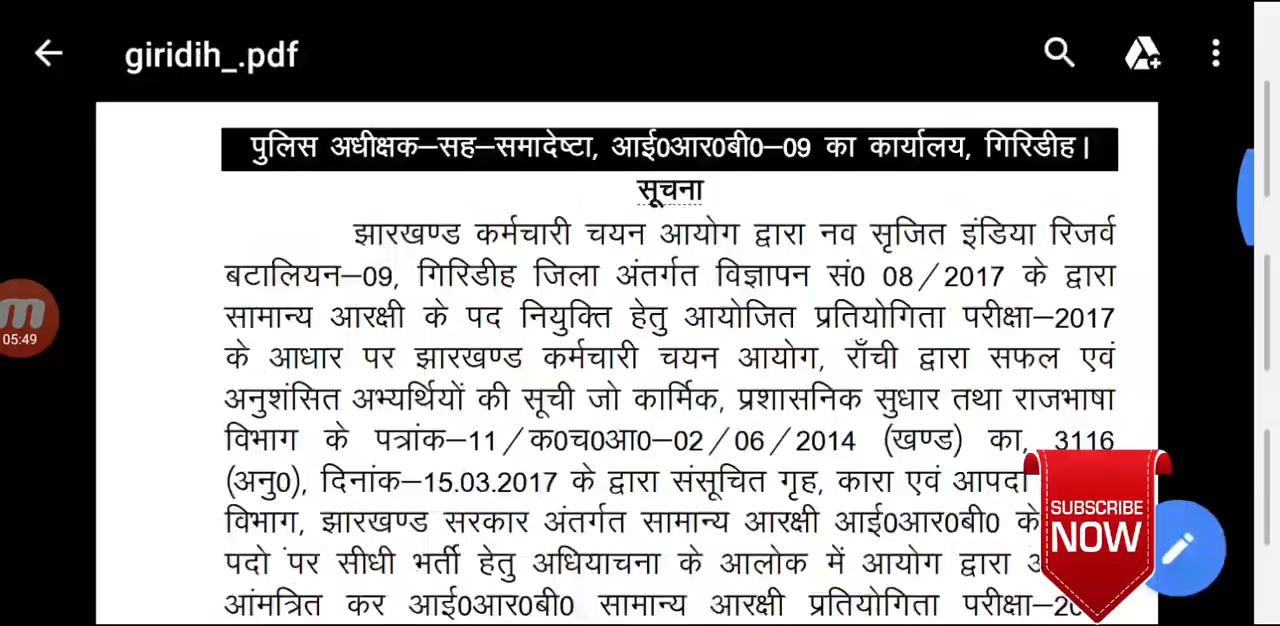 giridih_.pdf
पुलिस अधीक्षक–सह–समादेष्टा, आई0आर0बी0–09 का कार्यालय, गिरिडीह।
सूचना
झारखण्ड कर्मचारी चयन आयोग द्वारा नव सृजित इंडिया रिजर्व
बटालियन–09, गिरिडीह जिला अंतर्गत विज्ञापन सं0 08/2017 के द्वारा
सामान्य आरक्षी के पद नियुक्ति हेतु आयोजित प्रतियोगिता परीक्षा–2017
के आधार पर झारखण्ड कर्मचारी चयन आयोग, राँची द्वारा सफल एवं
अनुशंसित अभ्यर्थियों की सूची जो कार्मिक, प्रशासनिक सुधार तथा राजभाषा
विभाग के पत्रांक–11/क0च0आ0–02/06/2014 (खण्ड) का, 3116
(अनु0), दिनांक–15.03.2017 के द्वारा संसूचित गृह, कारा एवं आपदा
विभाग, झारखण्ड सरकार अंतर्गत सामान्य आरक्षी आई0आर0बी0 के
पदो पर सीधी भर्ती हेतु अधियाचना के आलोक में आयोग द्वारा
आंमत्रित कर आई0आर0बी0 सामान्य आरक्षी प्रतियोगिता परीक्षा–
05:49
SUBSCRIBE
NOW